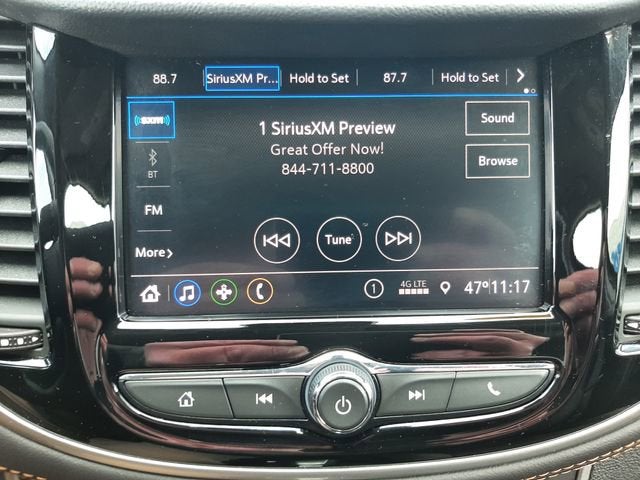 88.7 SiriusXM Pr... Hold to Set 87.7 Hold to Set
((SXM))
1 SiriusXM Preview
Great Offer Now!
844-711-8800
Sound
Browse
BT
FM
More
Tune
1 4G LTE 47° 11:17